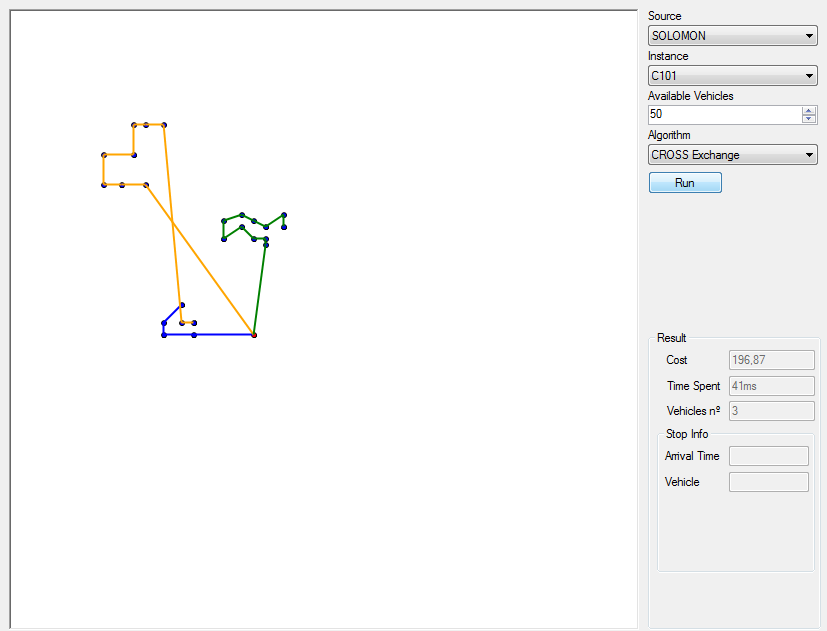 Source
SOLOMON
Instance
C101
Available Vehicles
50
Algorithm
CROSS Exchange
Run
Result
Cost 196,87
Time Spent 41ms
Vehicles nº 3
Stop Info
Arrival Time
Vehicle